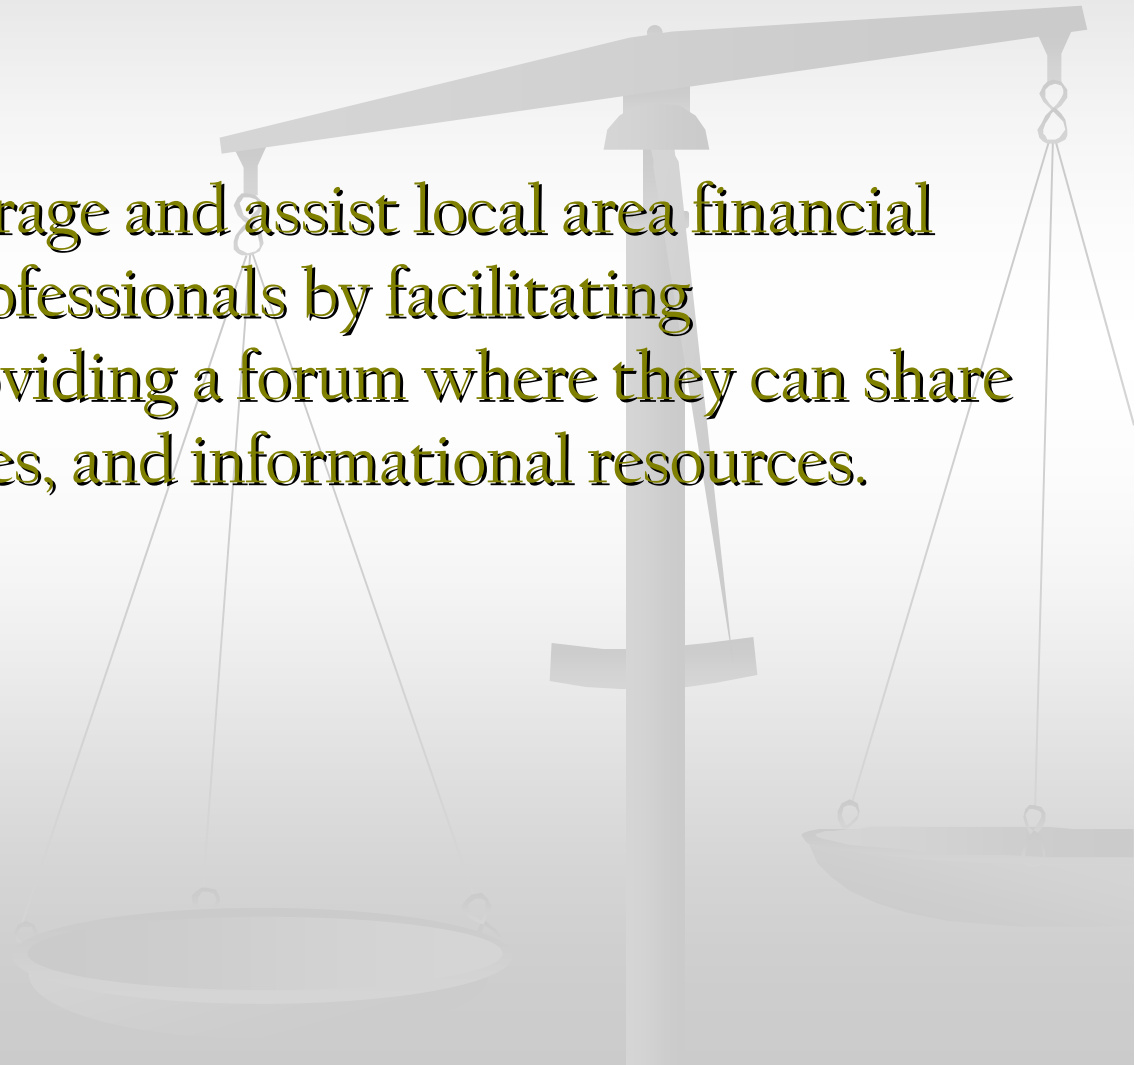 rage and assist local area financial
ofessionals by facilitating
viding a forum where they can share
es, and informational resources.